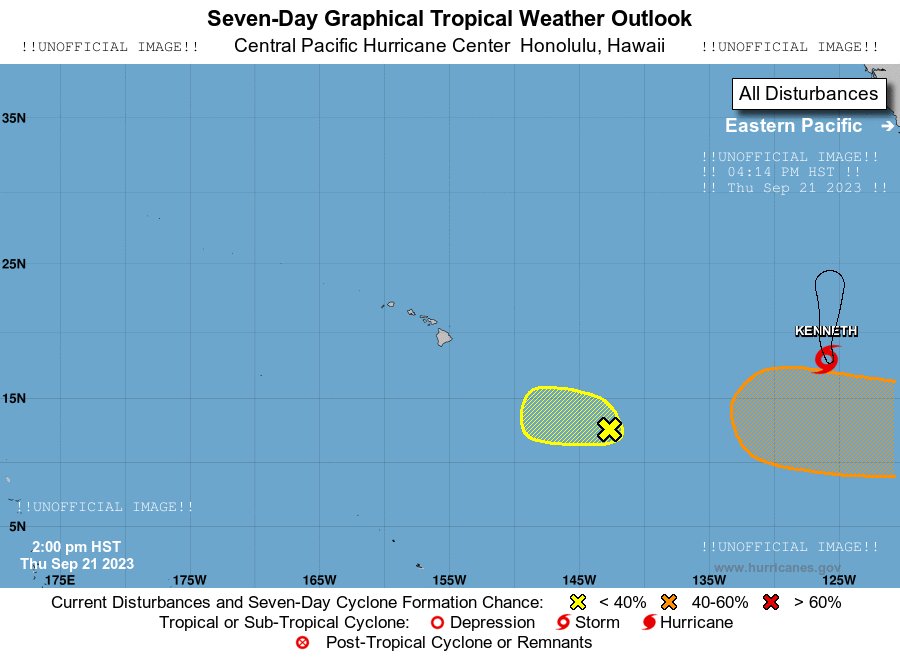 Seven-Day Graphical Tropical Weather Outlook
!!UNOFFICIAL IMAGE!! Central Pacific Hurricane Center Honolulu, Hawaii !!UNOFFICIAL IMAGE!!
All Disturbances
35N
Eastern Pacific →
!!UNOFFICIAL IMAGE!!
!! 04:14 PM HST !!
!! Thu Sep 21 2023 !!
25N
KENNETH
15N
!!UNOFFICIAL IMAGE!!
5N
2:00 pm HST
!!UNOFFICIAL IMAGE!!
Thu Sep 21 2023
www.hurricanes.gov
175E 175W 165W 155W 145W 135W 125W
Current Disturbances and Seven-Day Cyclone Formation Chance: < 40% 40-60% > 60%
Tropical or Sub-Tropical Cyclone: Depression Storm Hurricane
Post-Tropical Cyclone or Remnants